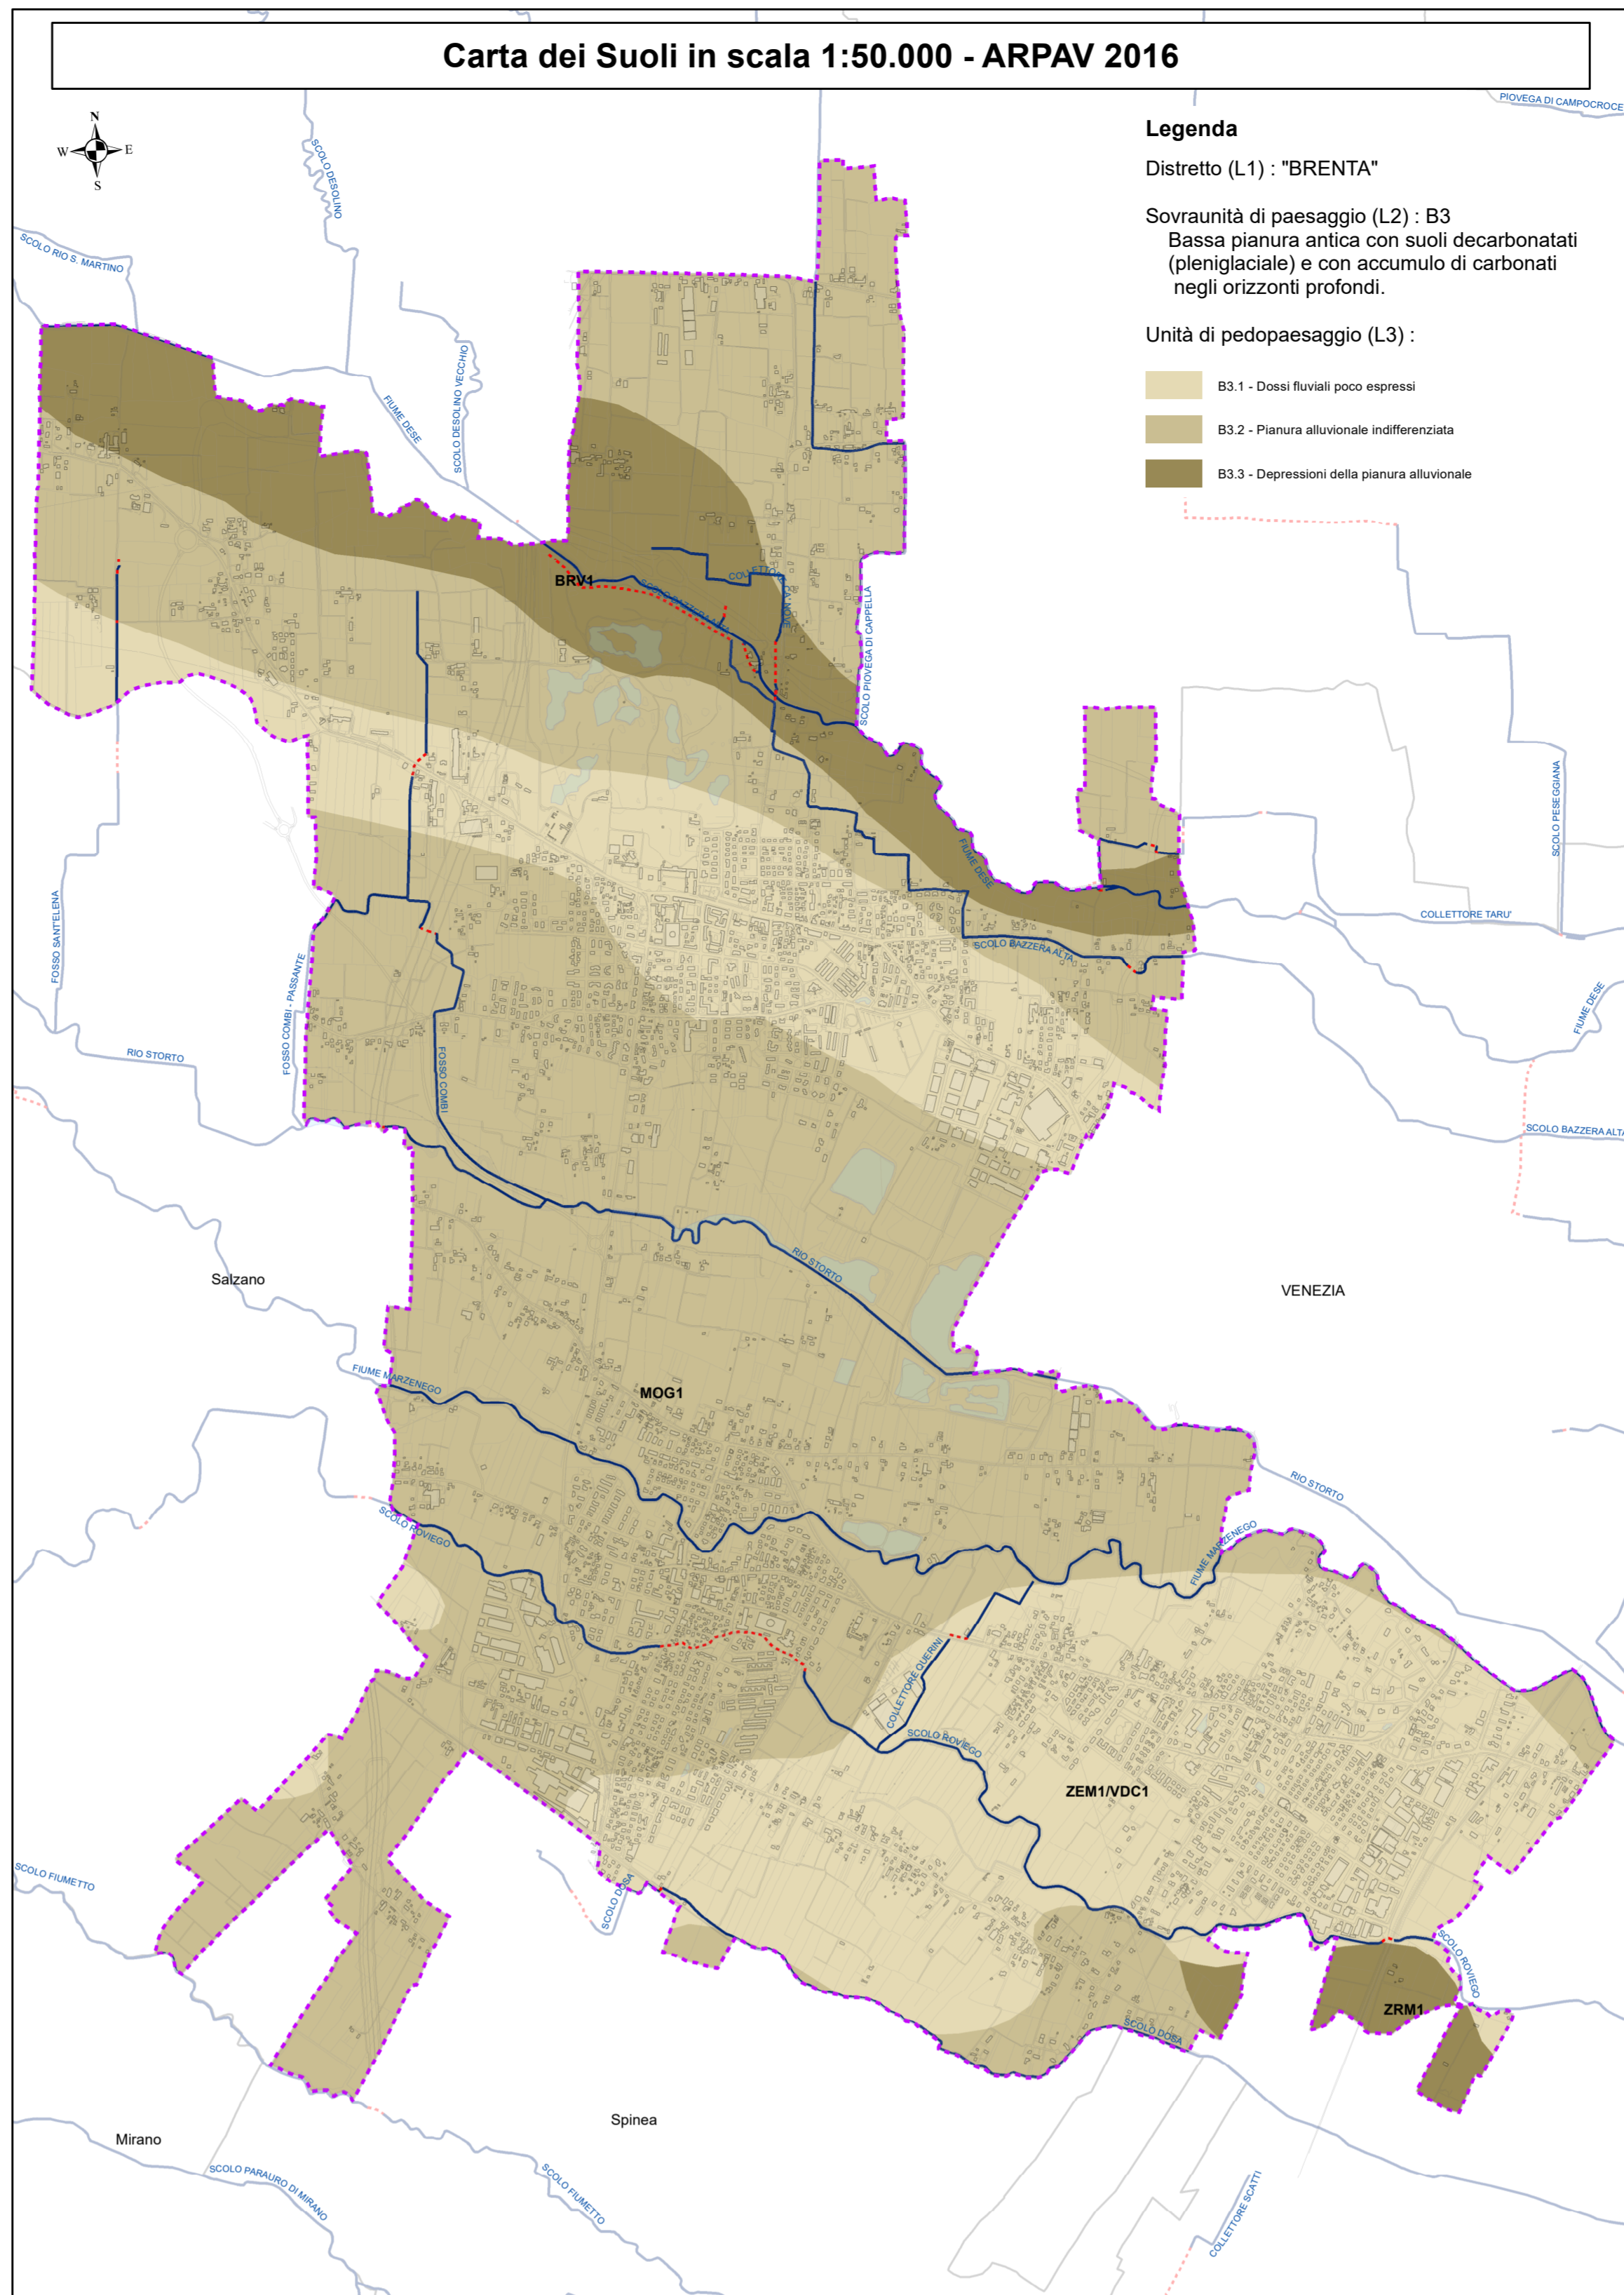 Carta dei Suoli in scala 1:50.000 - ARPAV 2016
PIOVEGA DI CAMPOCROCE
N
W
E
S
Legenda
Distretto (L1) : "BRENTA"
Sovraunità di paesaggio (L2) : B3
Bassa pianura antica con suoli decarbonatati
(pleniglaciale) e con accumulo di carbonati
negli orizzonti profondi.
Unità di pedopaesaggio (L3) :
B3.1 - Dossi fluviali poco espressi
B3.2 - Pianura alluvionale indifferenziata
B3.3 - Depressioni della pianura alluvionale
SCOLO DESOLINO
SCOLO RIO S. MARTINO
SCOLO DESOLINO VECCHIO
FIUME DESE
BRV1
SCOLO BAZZERA ALTA
SCOLO PIOVEGA DI CAPPELLA
FIUME DESE
SCOLO PESEGGIANA
COLLETTORE TARU'
SCOLO BAZZERA ALTA
FOSSO SANT'ELENA
FOSSO COMBI - PASSANTE
FIUME DESE
RIO STORTO
FOSSO COMBI
SCOLO BAZZERA ALTA
RIO STORTO
Salzano
VENEZIA
FIUME MARZENEGO
MOG1
RIO STORTO
SCOLO ROVIEGO
FIUME MARZENEGO
COLLETTORE QUERINI
SCOLO ROVIEGO
ZEM1/VDC1
SCOLO FIUMETTO
SCOLO DOSA
SCOLO ROVIEGO
ZRM1
SCOLO DOSA
Spinea
Mirano
SCOLO PARAURO DI MIRANO
SCOLO FIUMETTO
COLLETTORE SCATTI